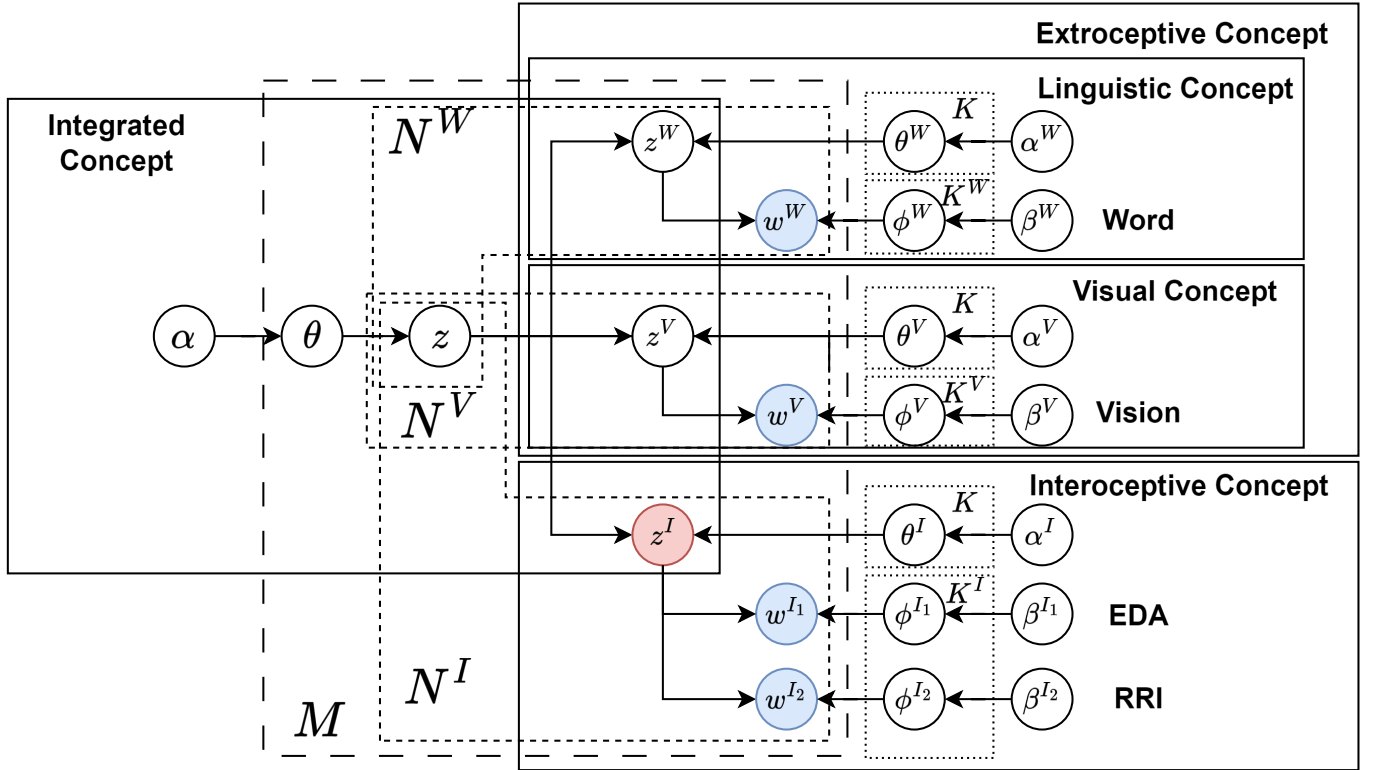 Extroceptive Concept
Linguistic Concept
Integrated
Concept
N^W
z^W
θ^W
K
α^W
w^W
φ^W
K^W
β^W
Word
Visual Concept
α
θ
z
z^V
θ^V
K
α^V
N^V
w^V
ϕ^V
K^V
β^V
Vision
Interoceptive Concept
z^I
θ^I
K
α^I
w^{I_1}
ϕ^{I_1}
K^I
β^{I_1}
EDA
N^I
M
w^{I_2}
ϕ^{I_2}
β^{I_2}
RRI